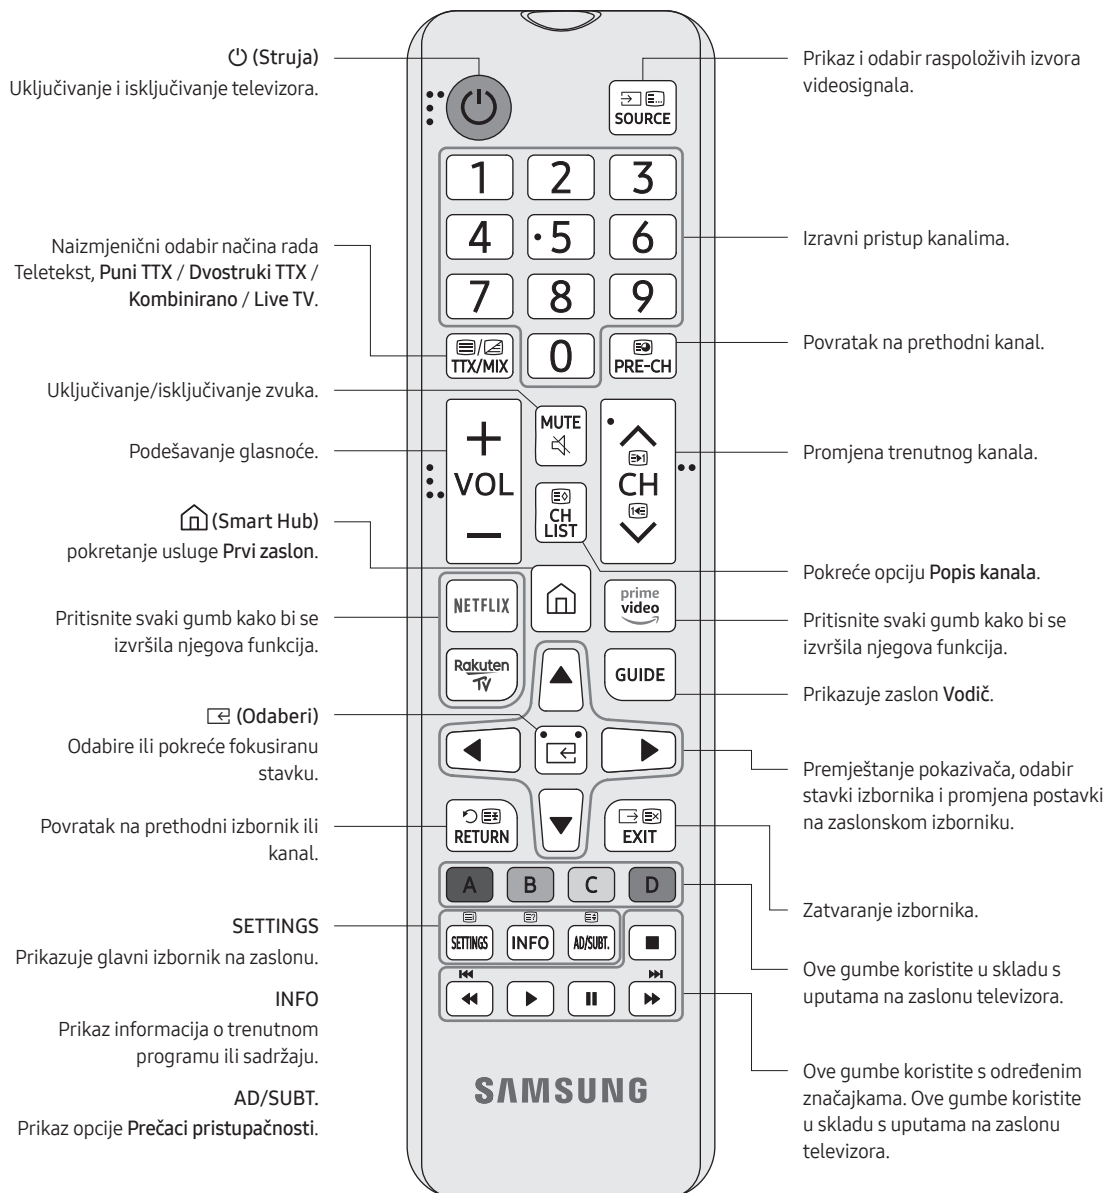 (Struja)
Uključivanje i isključivanje televizora.
Naizmjenični odabir načina rada
Teletekst, Puni TTX / Dvostruki TTX /
Kombinirano / Live TV.
Uključivanje/isključivanje zvuka.
Podešavanje glasnoće.
(Smart Hub)
pokretanje usluge Prvi zaslon.
Pritisnite svaki gumb kako bi se
izvršila njegova funkcija.
(Odaberi)
Odabire ili pokreće fokusiranu
stavku.
Povratak na prethodni izbornik ili
kanal.
SETTINGS
Prikazuje glavni izbornik na zaslonu.
INFO
Prikaz informacija o trenutnom
programu ili sadržaju.
AD/SUBT.
Prikaz opcije Prečaci pristupačnosti.
SOURCE
1 2 3
4 5 6
7 8 9
TTX/MIX 0 PRE-CH
MUTE
VOL
CH
CH
LIST
NETFLIX
prime
video
Rakuten
TV
GUIDE
RETURN
EXIT
A B C D
SETTINGS INFO AD/SUBT.
SAMSUNG
Prikaz i odabir raspoloživih izvora
videosignala.
Izravni pristup kanalima.
Povratak na prethodni kanal.
Promjena trenutnog kanala.
Pokreće opciju Popis kanala.
Pritisnite svaki gumb kako bi se
izvršila njegova funkcija.
Prikazuje zaslon Vodič.
Premještanje pokazivača, odabir
stavki izbornika i promjena postavki
na zaslonskom izborniku.
Zatvaranje izbornika.
Ove gumbe koristite u skladu s
uputama na zaslonu televizora.
Ove gumbe koristite s određenim
značajkama. Ove gumbe koristite
u skladu s uputama na zaslonu
televizora.